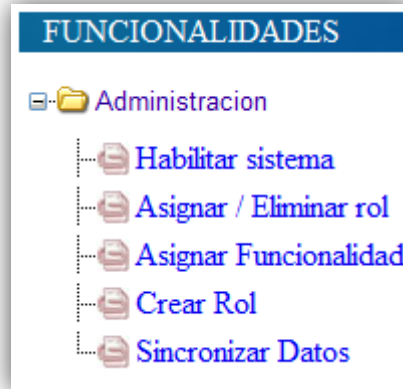 FUNCIONALIDADES
Administracion
Habilitar sistema
Asignar / Eliminar rol
Asignar Funcionalidad
Crear Rol
Sincronizar Datos